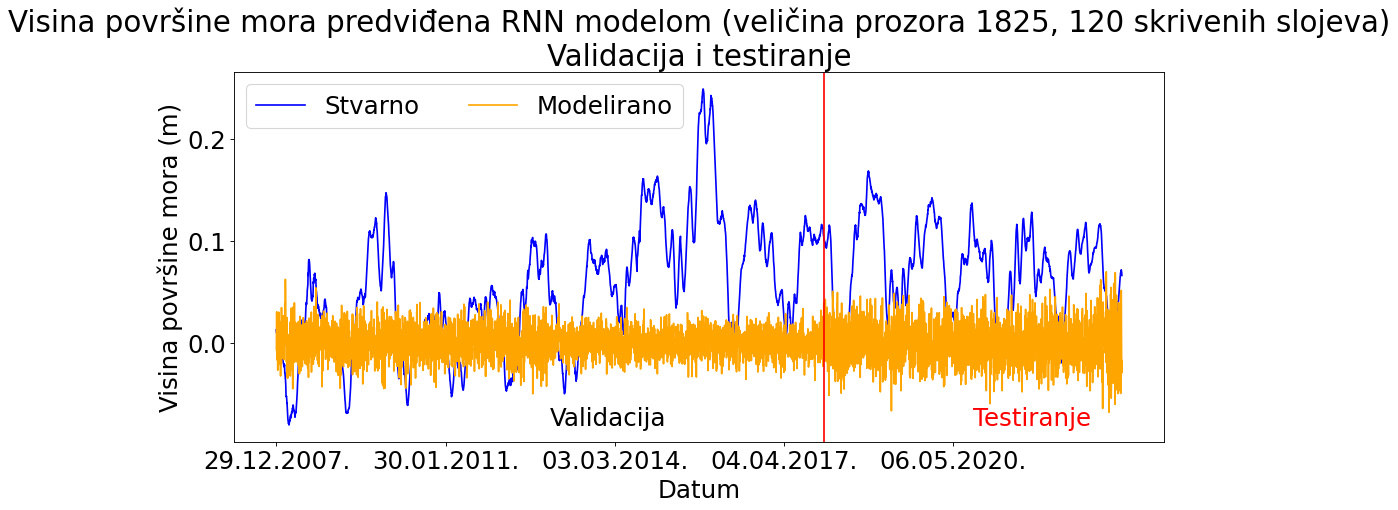 Visina površine mora predviđena RNN modelom (veličina prozora 1825, 120 skrivenih slojeva)
Validacija i testiranje
Stvarno
Modelirano
Visina površine mora (m)
0.2
0.1
0.0
Validacija
Testiranje
29.12.2007.
30.01.2011.
03.03.2014.
04.04.2017.
06.05.2020.
Datum